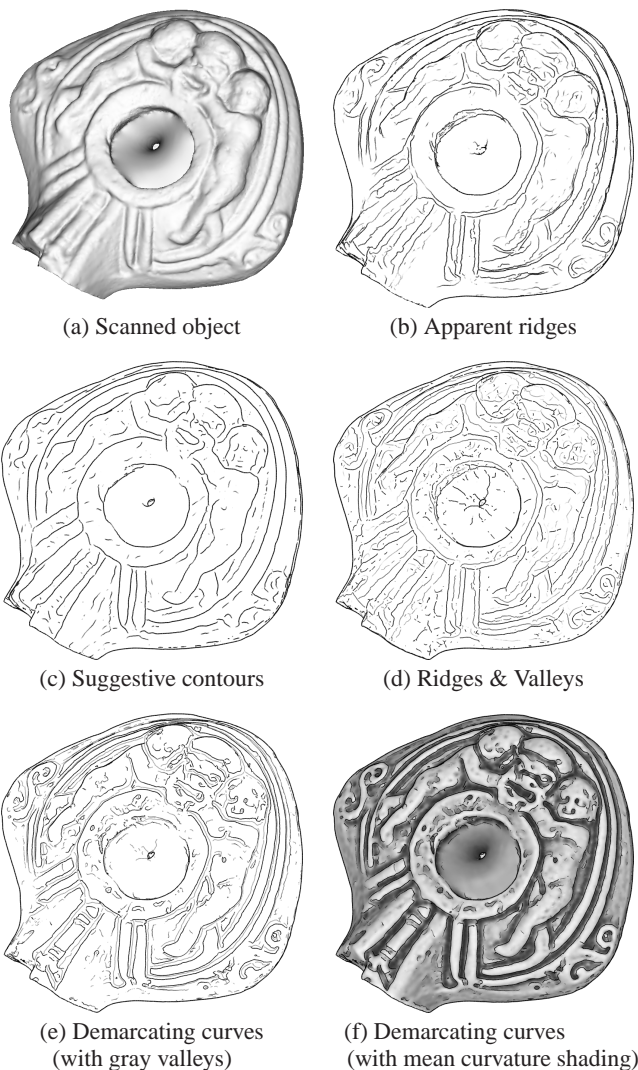 (a) Scanned object
(b) Apparent ridges
(c) Suggestive contours
(d) Ridges & Valleys
(e) Demarcating curves
(with gray valleys)
(f) Demarcating curves
(with mean curvature shading)